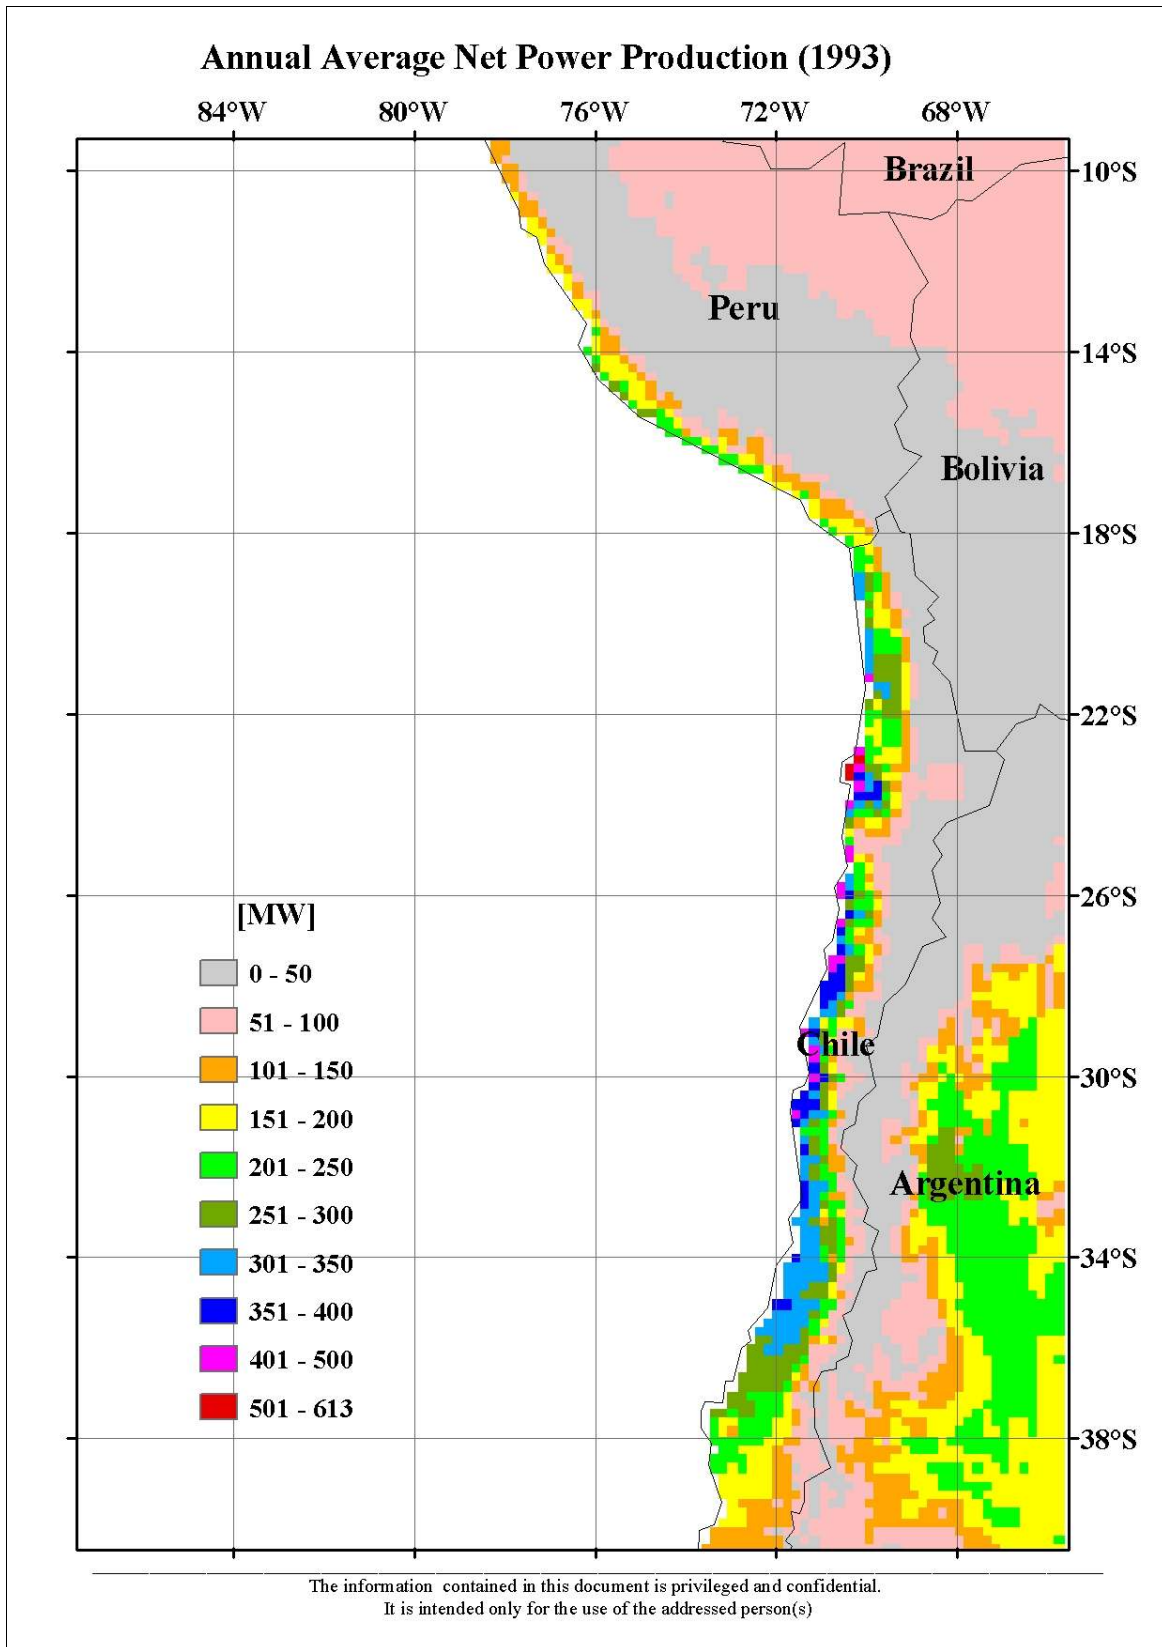 Annual Average Net Power Production (1993)
84°W 80°W 76°W 72°W 68°W
Brazil
10°S
Peru
14°S
Bolivia
18°S
22°S
26°S
[MW]
0 - 50
51 - 100
Chile
101 - 150
30°S
151 - 200
201 - 250
Argentina
251 - 300
34°S
301 - 350
351 - 400
401 - 500
501 - 613
38°S
The information contained in this document is privileged and confidential.
It is intended only for the use of the addressed person(s)